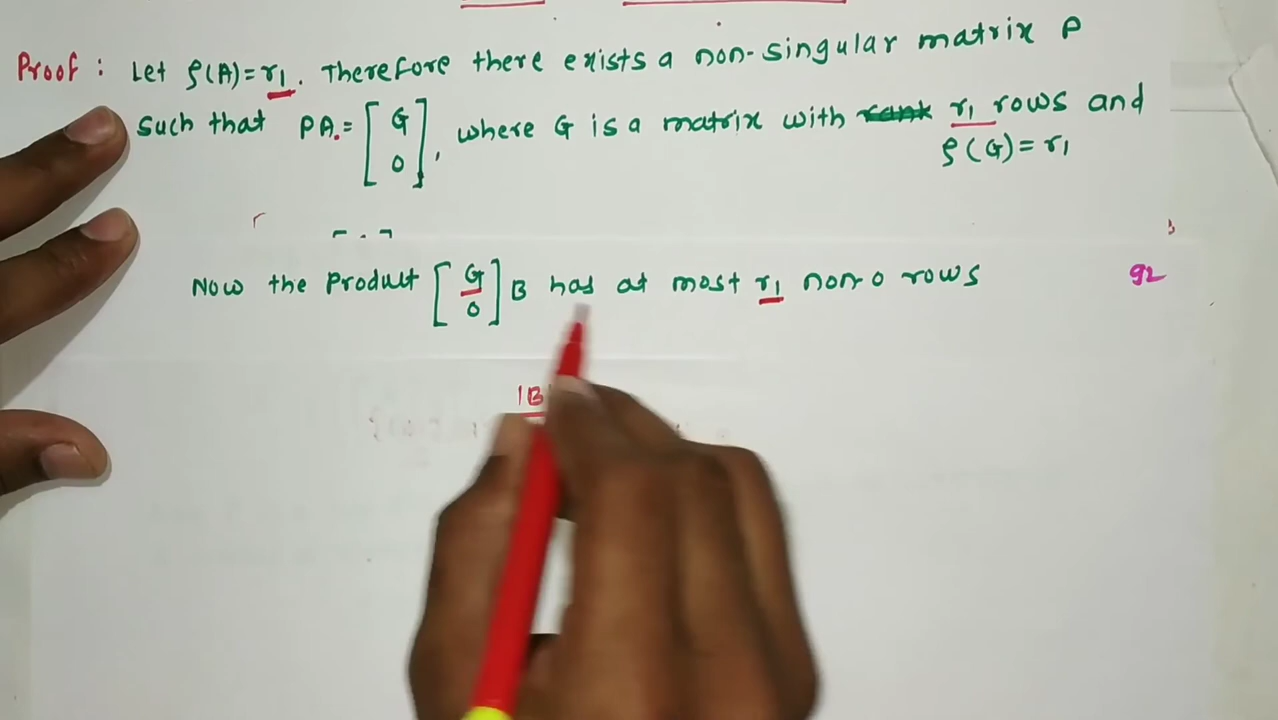 Proof : Let ρ(A)=r1. Therefore there exists a non-singular matrix P
such that PA = [G 0], where G is a matrix with r1 rows and
ρ(G)=r1
Now the product [G 0] B has at most r1 non 0 rows
92
|B|